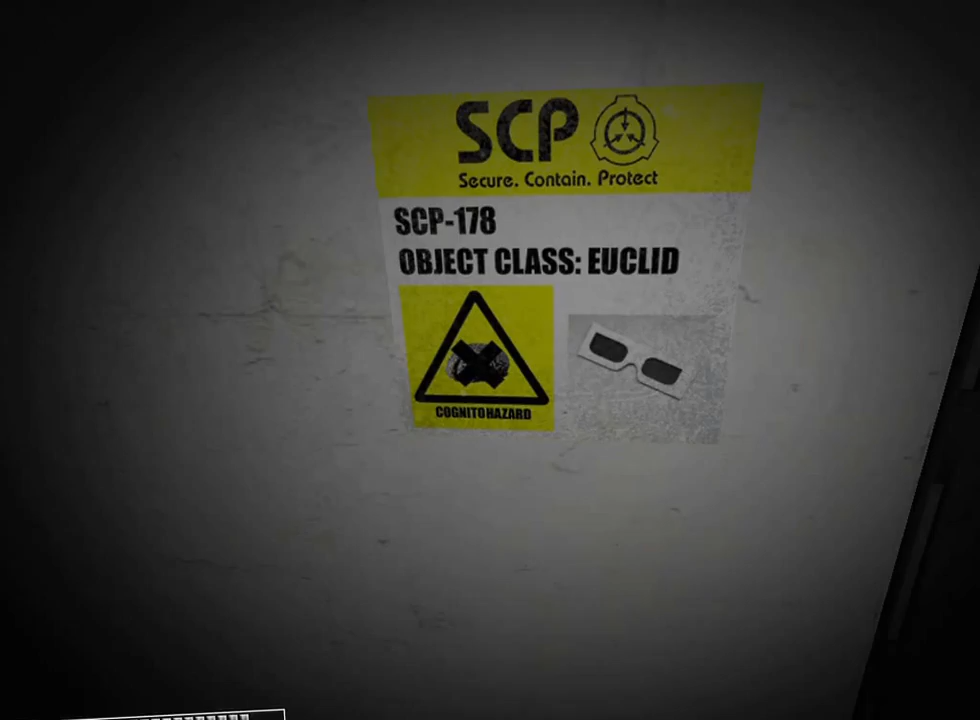 SCP
Secure. Contain. Protect
SCP-178
OBJECT CLASS: EUCLID
COGNITOHAZARD